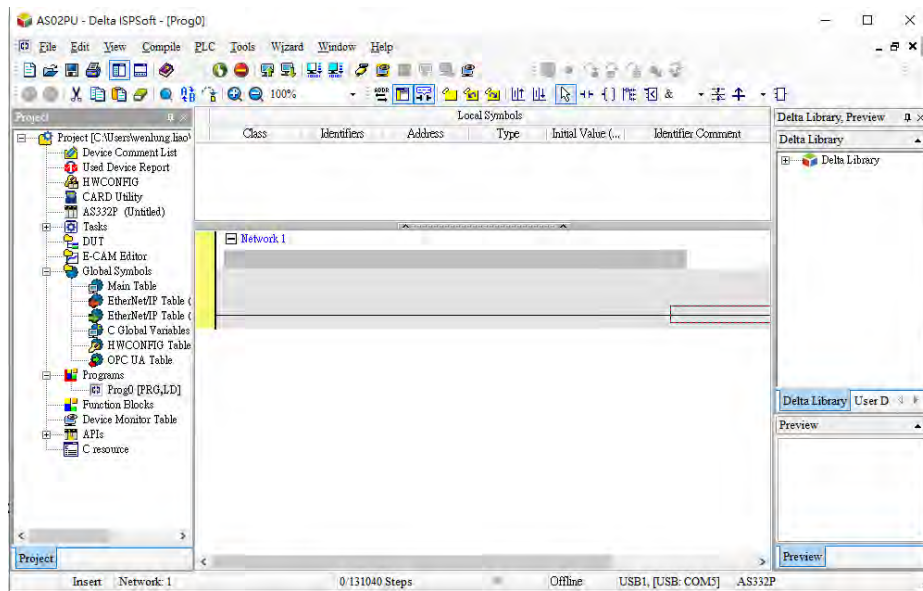 AS02PU - Delta ISPSoft - [Prog0]
File Edit View Compile PLC Tools Wizard Window Help
100%
Project
Project [C:\Users\wenlung.liao\
Device Comment List
Used Device Report
HWCONFIG
CARD Utility
AS332P (Untitled)
Tasks
DUT
E-CAM Editor
Global Symbols
Main Table
EtherNet/IP Table (
EtherNet/IP Table (
C Global Variables
HWCONFIG Table
OPC UA Table
Programs
Prog0 [PRG,LD]
Function Blocks
Device Monitor Table
APIs
C resource
Project
Local Symbols
Class Identifiers Address Type Initial Value (... Identifier Comment
Network 1
Delta Library, Preview
Delta Library
Delta Library
Delta Library User D
Preview
Preview
Insert Network: 1 0/131040 Steps Offline USB1, [USB: COM5] AS332P